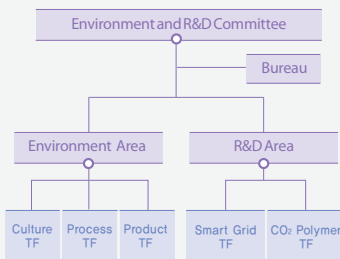 Environment and R&D Committee
Bureau
Environment Area
R&D Area
Culture
TF
Process
TF
Product
TF
Smart Grid
TF
CO₂ Polymer
TF